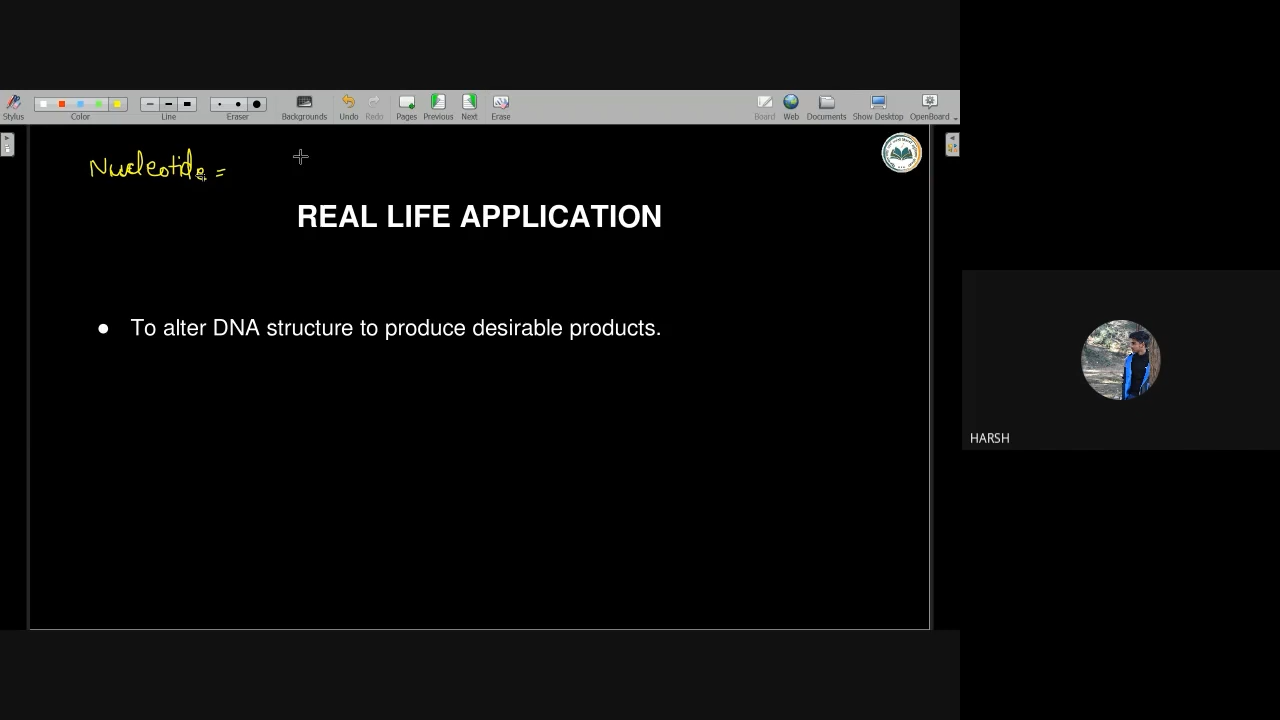 Stylus
Color
Line
Eraser
Backgrounds
Undo
Redo
Pages
Previous
Next
Erase
Board
Web
Documents
Show Desktop
OpenBoard
Nucleotide =
REAL LIFE APPLICATION
● To alter DNA structure to produce desirable products.
HARSH